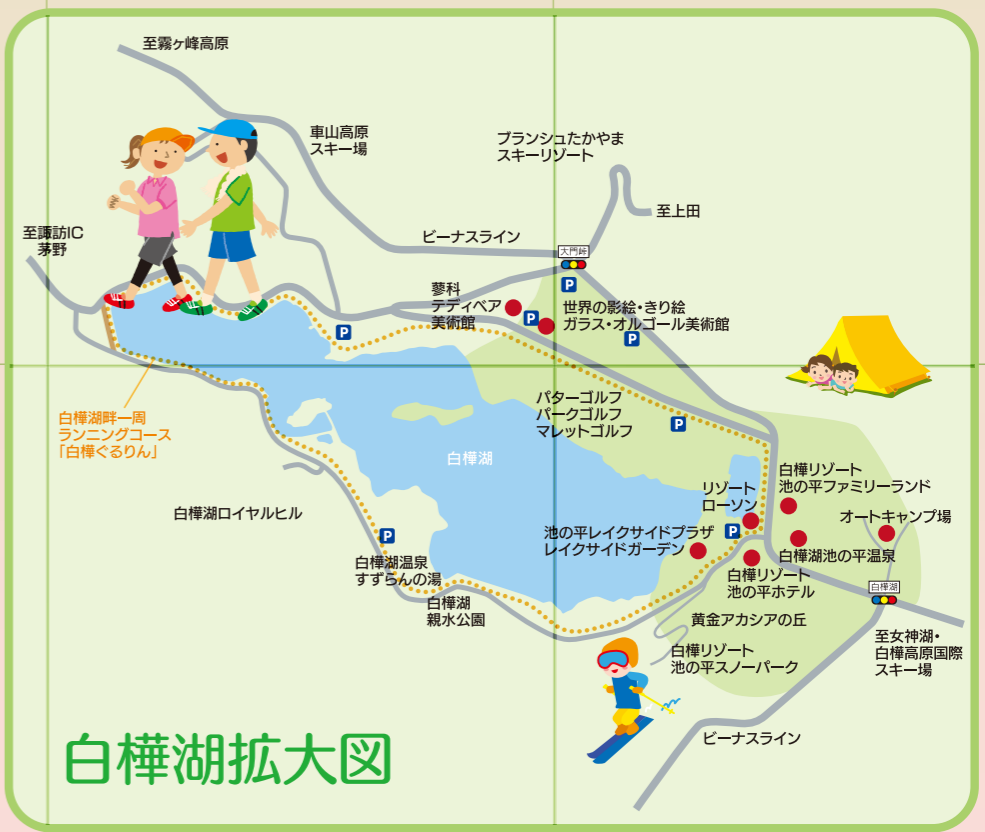 至霧ヶ峰高原
車山高原
スキー場
ブランシュたかやま
スキーリゾート
至上田
至諏訪IC
茅野
ビーナスライン
大門峠
P
蓼科
テディベア
美術館
P
世界の影絵・きり絵
ガラス・オルゴール美術館
P
P
白樺湖畔一周
ランニングコース
「白樺ぐるりん」
パターゴルフ
パークゴルフ
マレットゴルフ
P
白樺湖
白樺リゾート
池の平ファミリーランド
リゾート
ローソン
オートキャンプ場
白樺湖ロイヤルヒル
P
池の平レイクサイドプラザ
レイクサイドガーデン
P
白樺湖池の平温泉
白樺湖温泉
すずらんの湯
白樺リゾート
池の平ホテル
白樺湖
白樺湖
親水公園
黄金アカシアの丘
至女神湖・
白樺高原国際
スキー場
白樺リゾート
池の平スノーパーク
ビーナスライン
白樺湖拡大図